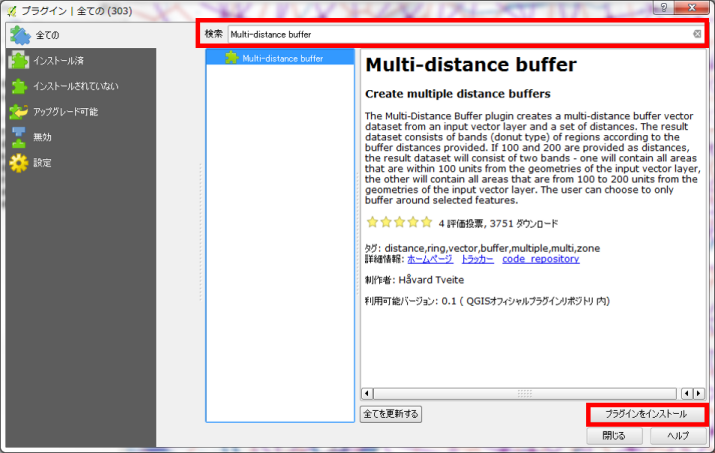 プラグイン | 全ての (303)
全ての
インストール済
インストールされていない
アップグレード可能
無効
設定
検索 Multi-distance buffer
Multi-distance buffer
Multi-distance buffer
Create multiple distance buffers
The Multi-Distance Buffer plugin creates a multi-distance buffer vector
dataset from an input vector layer and a set of distances. The result
dataset consists of bands (donut type) of regions according to the
buffer distances provided. If 100 and 200 are provided as distances,
the result dataset will consist of two bands - one will contain all areas
that are within 100 units from the geometries of the input vector layer,
the other will contain all areas that are from 100 to 200 units from the
geometries of the input vector layer. The user can choose to only
buffer around selected features.
4 評価投票, 3751 ダウンロード
タグ: distance,ring,vector,buffer,multiple,multi,zone
詳細情報: ホームページ トラッカー code repository
制作者: Håvard Tveite
利用可能バージョン: 0.1 ( QGISオフィシャルプラグインリポジトリ 内)
全てを更新する
プラグインをインストール
閉じる
ヘルプ